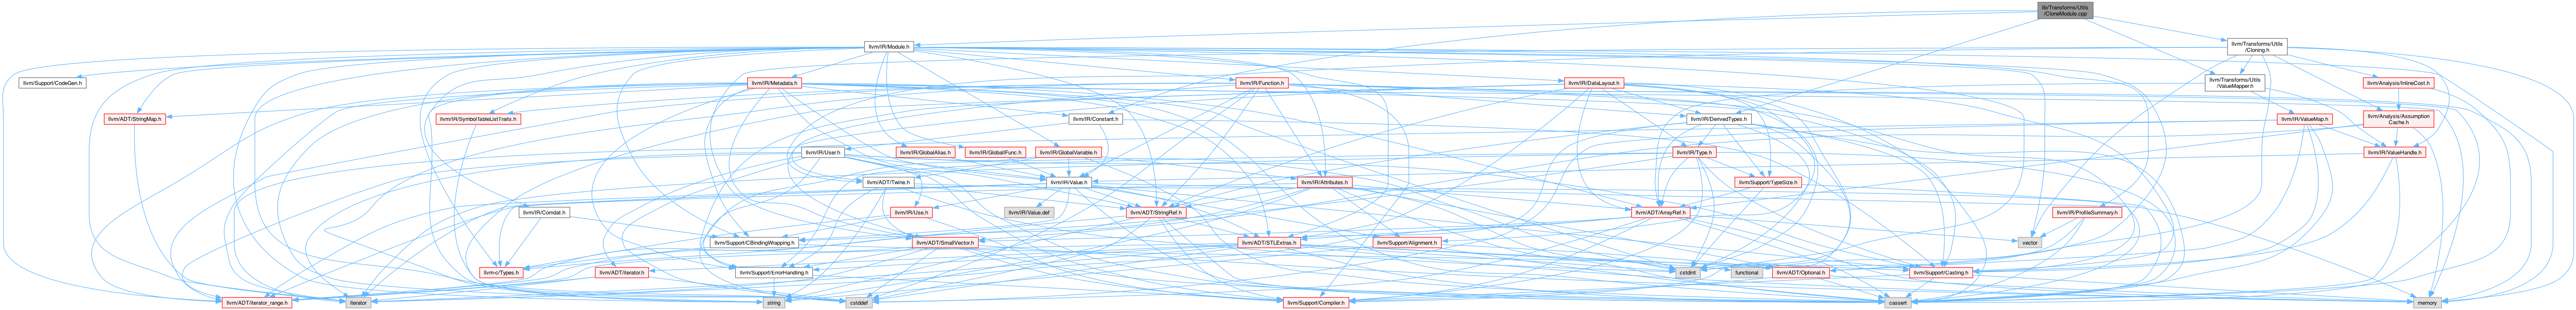 lib/Transforms/Utils
/CloneModule.cpp
llvm/IR/Module.h
llvm/Transforms/Utils
/Cloning.h
llvm/Support/CodeGen.h
llvm/IR/Metadata.h
llvm/IR/Function.h
llvm/IR/DataLayout.h
llvm/Transforms/Utils
/ValueMapper.h
llvm/Analysis/InlineCost.h
llvm/ADT/StringMap.h
llvm/IR/SymbolTableListTraits.h
llvm/IR/Constant.h
llvm/IR/DerivedTypes.h
llvm/IR/ValueMap.h
llvm/Analysis/Assumption
Cache.h
llvm/IR/User.h
llvm/IR/GlobalAlias.h
llvm/IR/GlobalIFunc.h
llvm/IR/GlobalVariable.h
llvm/IR/Type.h
llvm/IR/ValueHandle.h
llvm/ADT/Twine.h
llvm/IR/Value.h
llvm/IR/Attributes.h
llvm/Support/TypeSize.h
llvm/IR/Comdat.h
llvm/IR/Use.h
llvm/IR/Value.def
llvm/ADT/StringRef.h
llvm/ADT/ArrayRef.h
llvm/IR/ProfileSummary.h
llvm/Support/CBindingWrapping.h
llvm/ADT/SmallVector.h
llvm/ADT/STLExtras.h
llvm/Support/Alignment.h
vector
llvm-c/Types.h
llvm/ADT/iterator.h
llvm/Support/ErrorHandling.h
cstdint
functional
llvm/ADT/Optional.h
llvm/Support/Casting.h
llvm/ADT/iterator_range.h
iterator
string
cstddef
llvm/Support/Compiler.h
cassert
memory